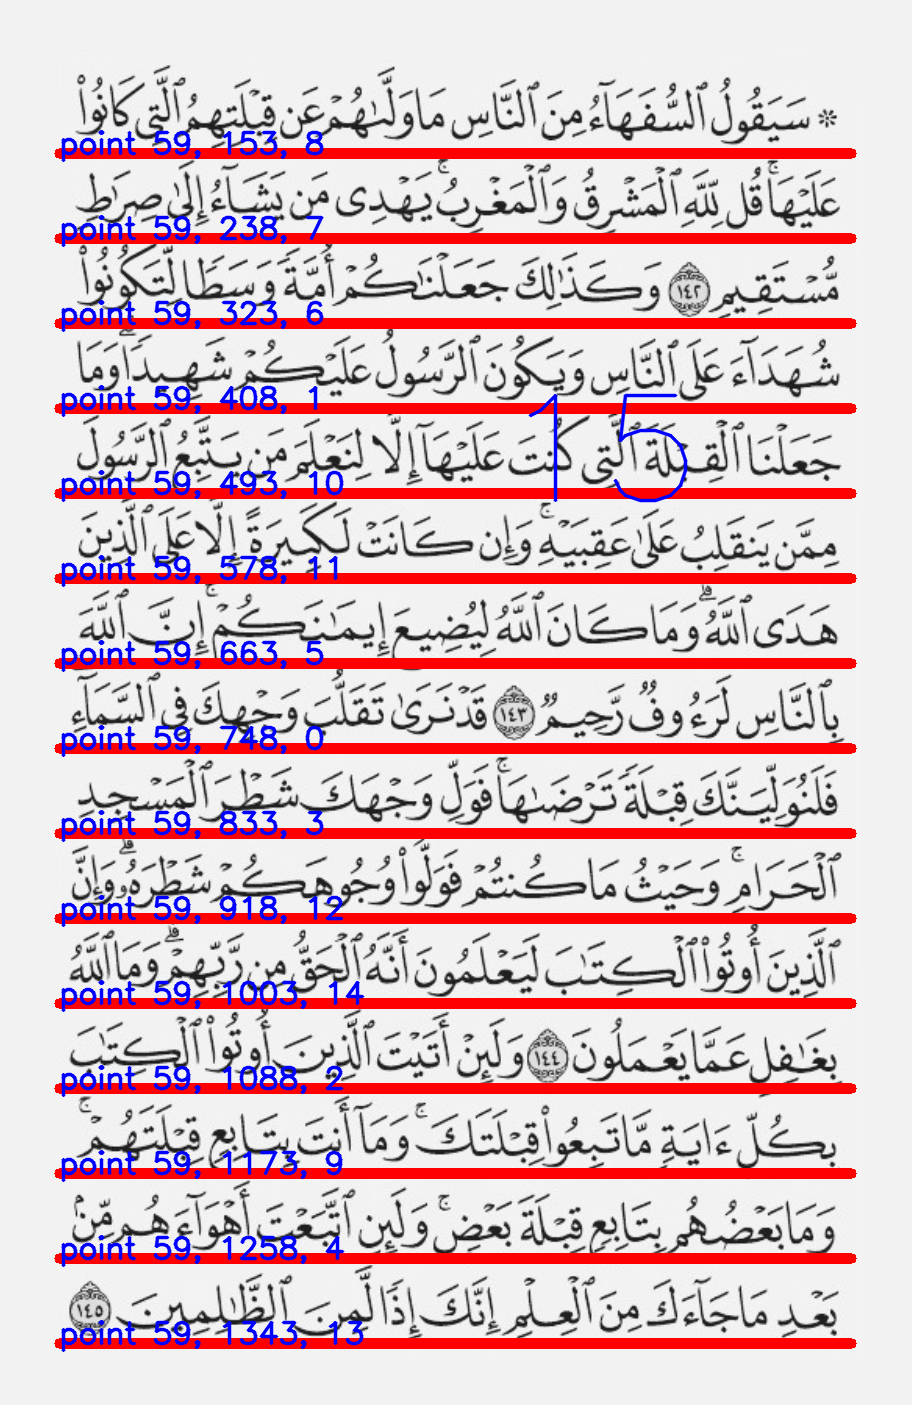 ۞ سَيَقُولُ ٱلسُّفَهَآءُ مِنَ ٱلنَّاسِ مَا وَلَّىٰهُمْ عَن قِبْلَتِهِمُ ٱلَّتِى كَانُوا۟
point 59, 153, 8
عَلَيْهَا ۚ قُل لِّلَّهِ ٱلْمَشْرِقُ وَٱلْمَغْرِبُ ۚ يَهْدِى مَن يَشَآءُ إِلَىٰ صِرَٰطٍ
point 59, 238, 7
مُّسْتَقِيمٍ ١٤٢ وَكَذَٰلِكَ جَعَلْنَـٰكُمْ أُمَّةً وَسَطًا لِّتَكُونُوا۟
point 59, 323, 6
شُهَدَآءَ عَلَى ٱلنَّاسِ وَيَكُونَ ٱلرَّسُولُ عَلَيْكُمْ شَهِيدًا ۗ وَمَا
point 59, 408, 1
15
جَعَلْنَا ٱلْقِبْلَةَ ٱلَّتِى كُنتَ عَلَيْهَآ إِلَّا لِنَعْلَمَ مَن يَتَّبِعُ ٱلرَّسُولَ
point 59, 493, 10
مِمَّن يَنقَلِبُ عَلَىٰ عَقِبَيْهِ ۚ وَإِن كَانَتْ لَكَبِيرَةً إِلَّا عَلَى ٱلَّذِينَ
point 59, 578, 11
هَدَى ٱللَّهُ ۗ وَمَا كَانَ ٱللَّهُ لِيُضِيعَ إِيمَـٰنَكُمْ ۚ إِنَّ ٱللَّهَ
point 59, 663, 5
بِٱلنَّاسِ لَرَءُوفٌ رَّحِيمٌ ١٤٣ قَدْ نَرَىٰ تَقَلُّبَ وَجْهِكَ فِى ٱلسَّمَآءِ
point 59, 748, 0
فَلَنُوَلِّيَنَّكَ قِبْلَةً تَرْضَىٰهَا ۚ فَوَلِّ وَجْهَكَ شَطْرَ ٱلْمَسْجِدِ
point 59, 833, 3
ٱلْحَرَامِ ۚ وَحَيْثُ مَا كُنتُمْ فَوَلُّوا۟ وُجُوهَكُمْ شَطْرَهُۥ ۗ وَإِنَّ
point 59, 918, 12
ٱلَّذِينَ أُوتُوا۟ ٱلْكِتَـٰبَ لَيَعْلَمُونَ أَنَّهُ ٱلْحَقُّ مِن رَّبِّهِمْ ۗ وَمَا ٱللَّهُ
point 59, 1003, 14
بِغَـٰفِلٍ عَمَّا يَعْمَلُونَ ١٤٤ وَلَئِنْ أَتَيْتَ ٱلَّذِينَ أُوتُوا۟ ٱلْكِتَـٰبَ
point 59, 1088, 2
بِكُلِّ ءَايَةٍ مَّا تَبِعُوا۟ قِبْلَتَكَ ۚ وَمَآ أَنتَ بِتَابِعٍ قِبْلَتَهُمْ ۚ
point 59, 1173, 9
وَمَا بَعْضُهُم بِتَابِعٍ قِبْلَةَ بَعْضٍ ۚ وَلَئِنِ ٱتَّبَعْتَ أَهْوَآءَهُم مِّنۢ
point 59, 1258, 4
بَعْدِ مَا جَآءَكَ مِنَ ٱلْعِلْمِ إِنَّكَ إِذًا لَّمِنَ ٱلظَّـٰلِمِينَ ١٤٥
point 59, 1343, 13